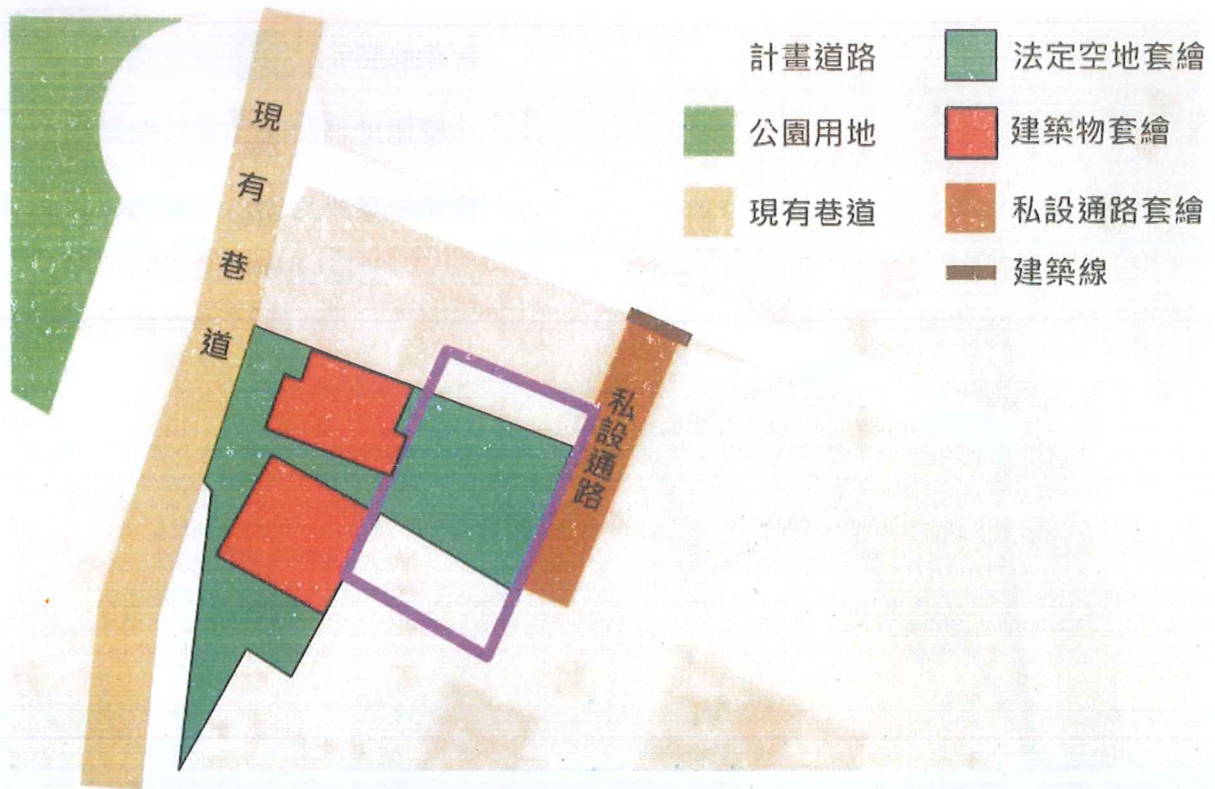 現有巷道
私設通路
計畫道路
公園用地
現有巷道
法定空地套繪
建築物套繪
私設通路套繪
建築線